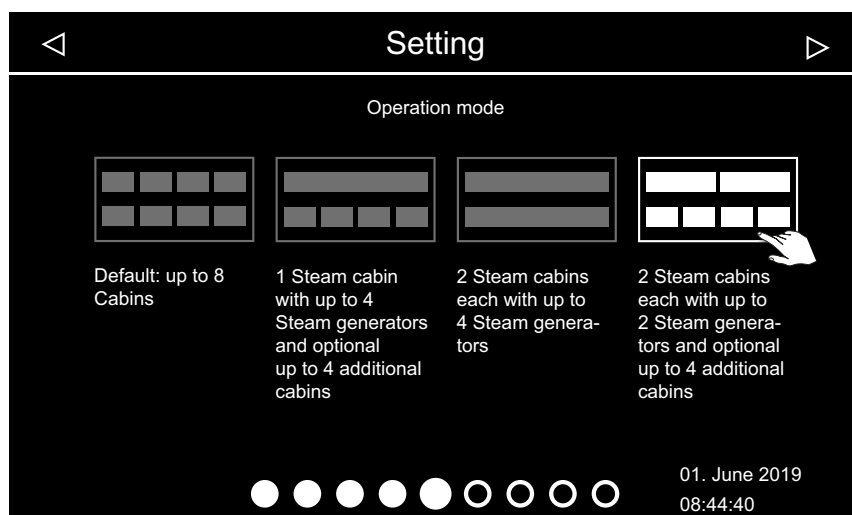 Setting
Operation mode
Default: up to 8
Cabins
1 Steam cabin
with up to 4
Steam generators
and optional
up to 4 additional
cabins
2 Steam cabins
each with up to
4 Steam genera-
tors
2 Steam cabins
each with up to
2 Steam genera-
tors and optional
up to 4 additional
cabins
01. June 2019
08:44:40